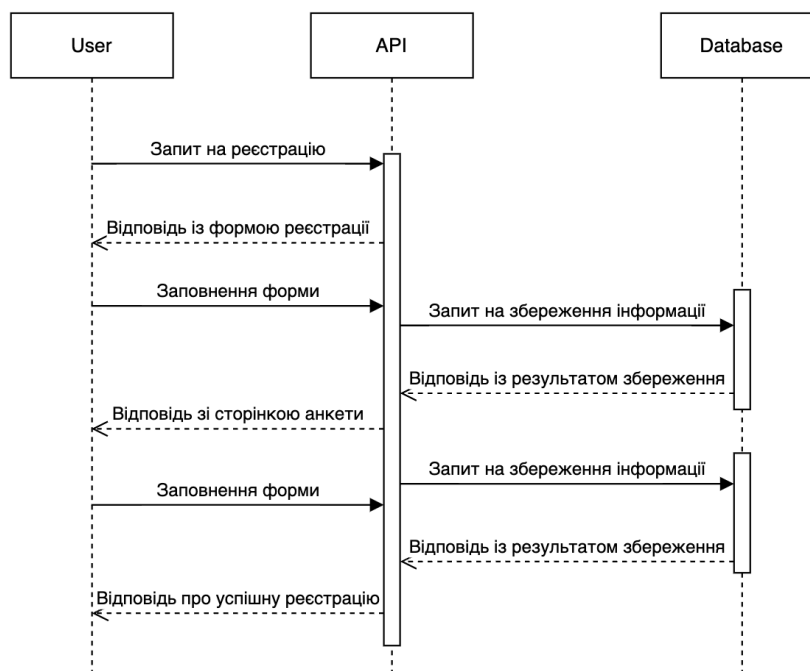 User
API
Database
Запит на реєстрацію
Відповідь із формою реєстрації
Заповнення форми
Запит на збереження інформації
Відповідь із результатом збереження
Відповідь зі сторінкою анкети
Запит на збереження інформації
Заповнення форми
Відповідь із результатом збереження
Відповідь про успішну реєстрацію